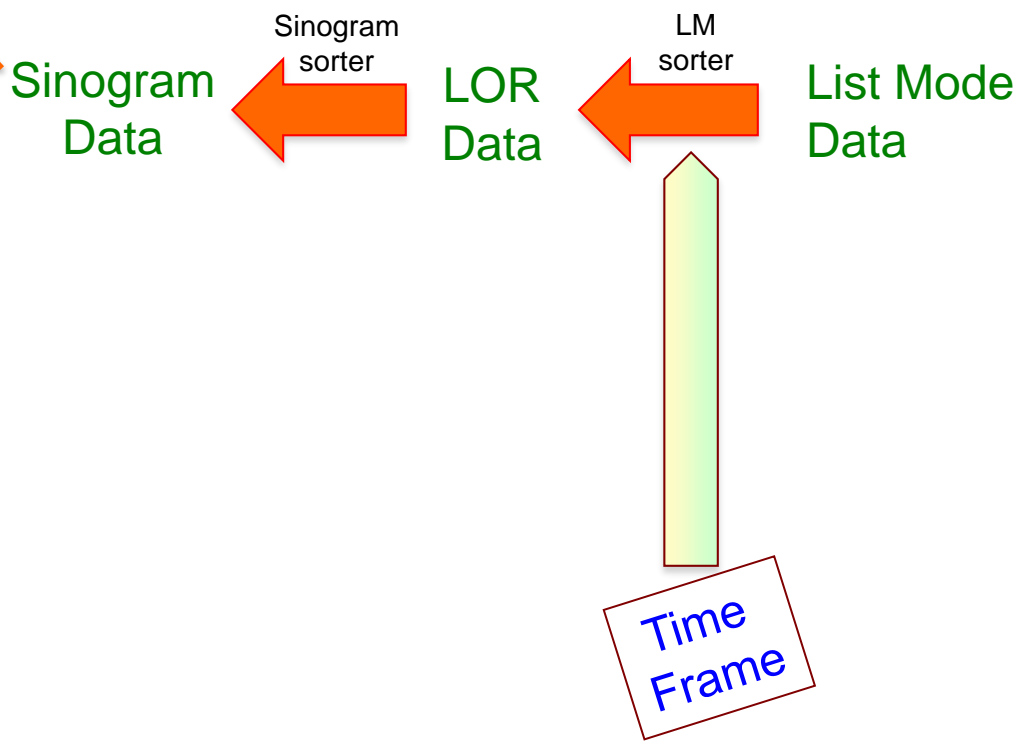 Sinogram
sorter
LM
sorter
Sinogram
Data
LOR
Data
List Mode
Data
Time
Frame